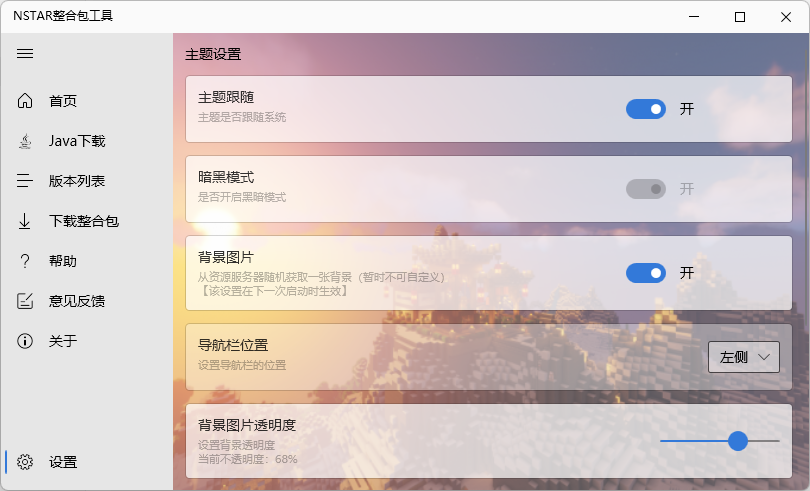 NSTAR整合包工具
首页
Java下载
版本列表
下载整合包
帮助
意见反馈
关于
设置
主题设置
主题跟随
主题是否跟随系统
开
暗黑模式
是否开启黑暗模式
开
背景图片
从资源服务器随机获取一张背景（暂时不可自定义）
【该设置在下一次启动时生效】
开
导航栏位置
设置导航栏的位置
左侧
背景图片透明度
设置背景透明度
当前不透明度：68%